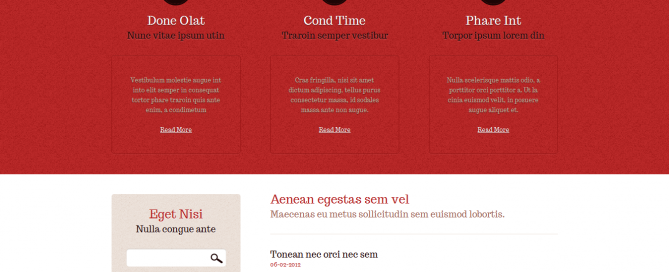 Done Olat
Nunc vitae ipsum utin
Vestibulum molestie augue int
into elit semper in consequat
tortor phare traroin quis ante
enim, a condimetum
Read More
Cond Time
Traroin semper vestibur
Cras fringilla, nisi sit amet
dictum adipiscing, tellus purus
consectetur massa, id sodales
massa ante non augue.
Read More
Phare Int
Torpor ipsum lorem din
Nulla scelerisque mattis odio, a
porttitor orci porttitor a. Ut la
cinia euismod velit, in posuere
augue aliquet et.
Read More
Eget Nisi
Nulla congue ante
Aenean egestas sem vel
Maecenas eu metus sollicitudin sem euismod lobortis.
Tonean nec orci nec sem
06-02-2012